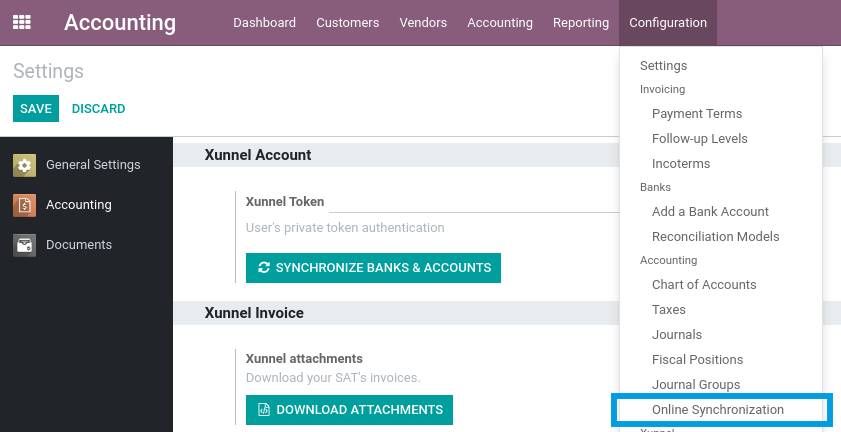 Accounting
Dashboard Customers Vendors Accounting Reporting Configuration
Settings
SAVE DISCARD
General Settings
Accounting
Documents
Xunnel Account
Xunnel Token
User's private token authentication
SYNCHRONIZE BANKS & ACCOUNTS
Xunnel Invoice
Xunnel attachments
Download your SAT's invoices.
DOWNLOAD ATTACHMENTS
Settings
Invoicing
Payment Terms
Follow-up Levels
Incoterms
Banks
Add a Bank Account
Reconciliation Models
Accounting
Chart of Accounts
Taxes
Journals
Fiscal Positions
Journal Groups
Online Synchronization
Xunnel